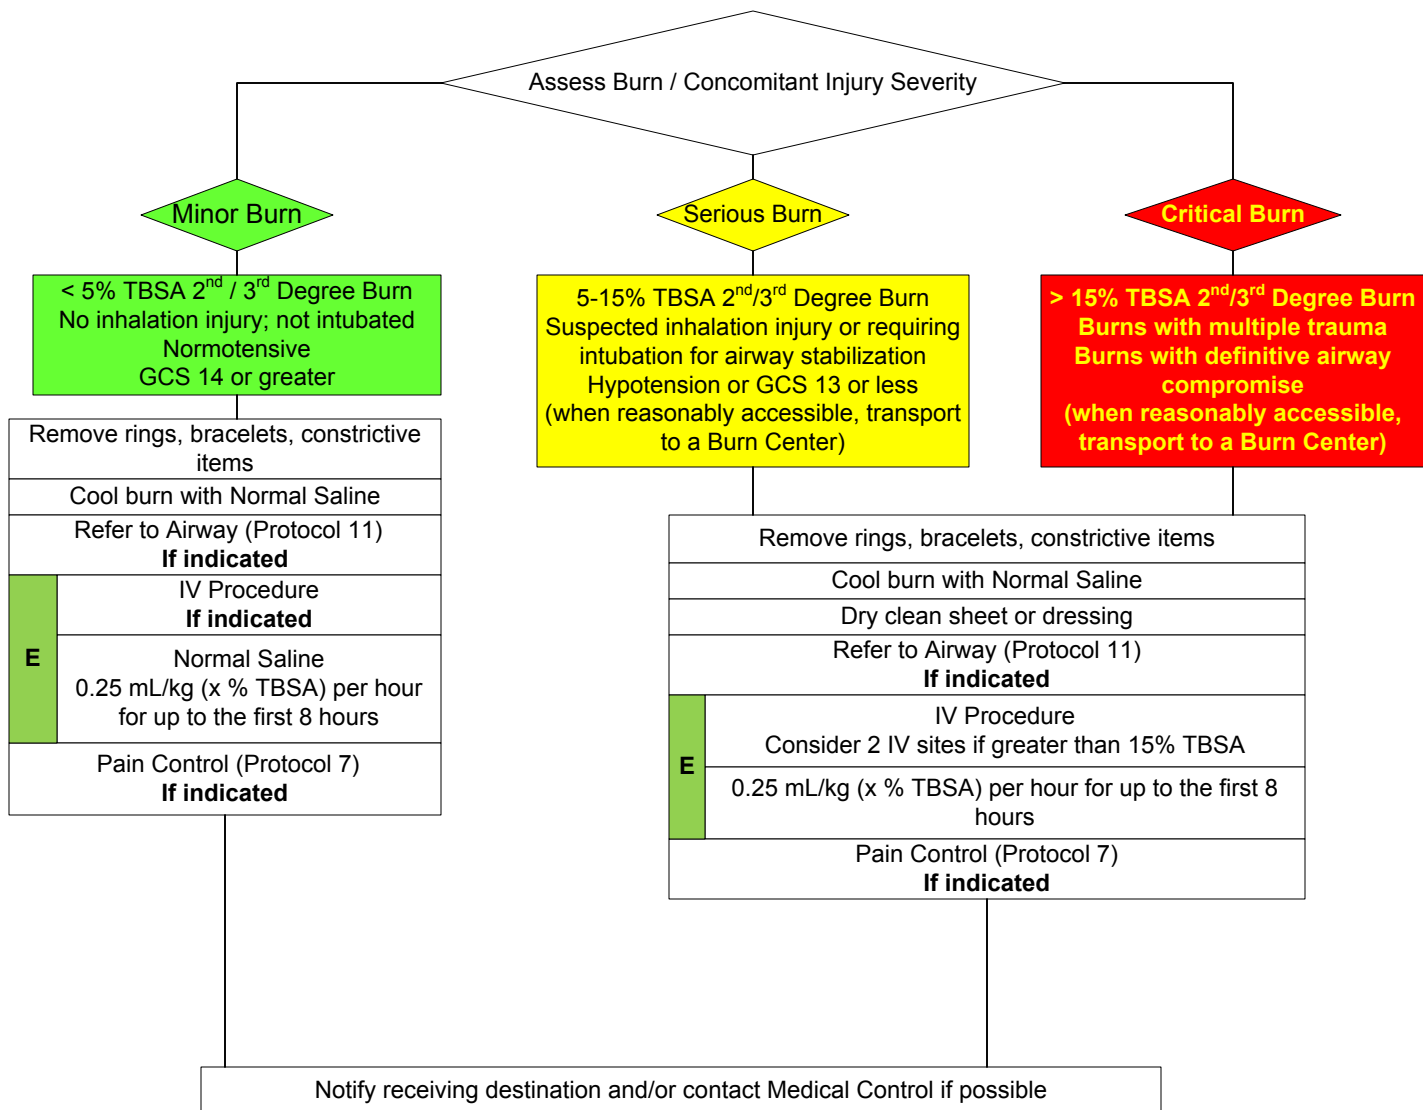 Assess Burn / Concomitant Injury Severity
Minor Burn
< 5% TBSA 2nd / 3rd Degree Burn
No inhalation injury; not intubated
Normotensive
GCS 14 or greater
Remove rings, bracelets, constrictive
items
Cool burn with Normal Saline
Refer to Airway (Protocol 11)
If indicated
E
IV Procedure
If indicated
Normal Saline
0.25 mL/kg (x % TBSA) per hour
for up to the first 8 hours
Pain Control (Protocol 7)
If indicated
Serious Burn
5-15% TBSA 2nd/3rd Degree Burn
Suspected inhalation injury or requiring
intubation for airway stabilization
Hypotension or GCS 13 or less
(when reasonably accessible, transport
to a Burn Center)
Critical Burn
> 15% TBSA 2nd/3rd Degree Burn
Burns with multiple trauma
Burns with definitive airway
compromise
(when reasonably accessible,
transport to a Burn Center)
Remove rings, bracelets, constrictive items
Cool burn with Normal Saline
Dry clean sheet or dressing
Refer to Airway (Protocol 11)
If indicated
E
IV Procedure
Consider 2 IV sites if greater than 15% TBSA
0.25 mL/kg (x % TBSA) per hour for up to the first 8
hours
Pain Control (Protocol 7)
If indicated
Notify receiving destination and/or contact Medical Control if possible